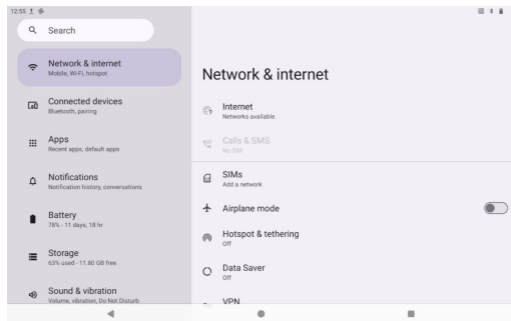 12:55
Search
Network & internet
Mobile, Wi‑Fi, hotspot
Connected devices
Bluetooth, pairing
Apps
Recent apps, default apps
Notifications
Notification history, conversations
Battery
78% - 11 days, 18 hr
Storage
63% used - 11.80 GB free
Sound & vibration
Volume, vibration, Do Not Disturb
Network & internet
Internet
Networks available
Calls & SMS
No SIM
SIMs
Add a network
Airplane mode
Hotspot & tethering
Off
Data Saver
Off
VPN